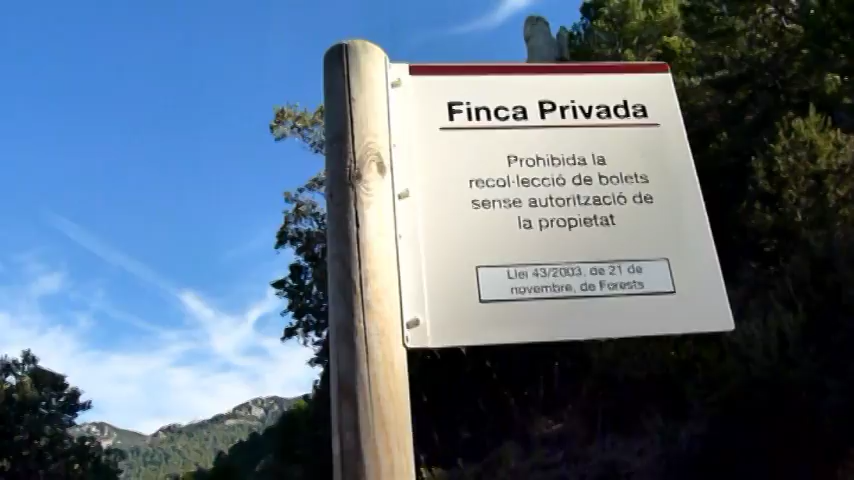 Finca Privada
Prohibida la
recol·lecció de bolets
sense autorització de
la propietat
Llei 43/2003, de 21 de
novembre, de Forests